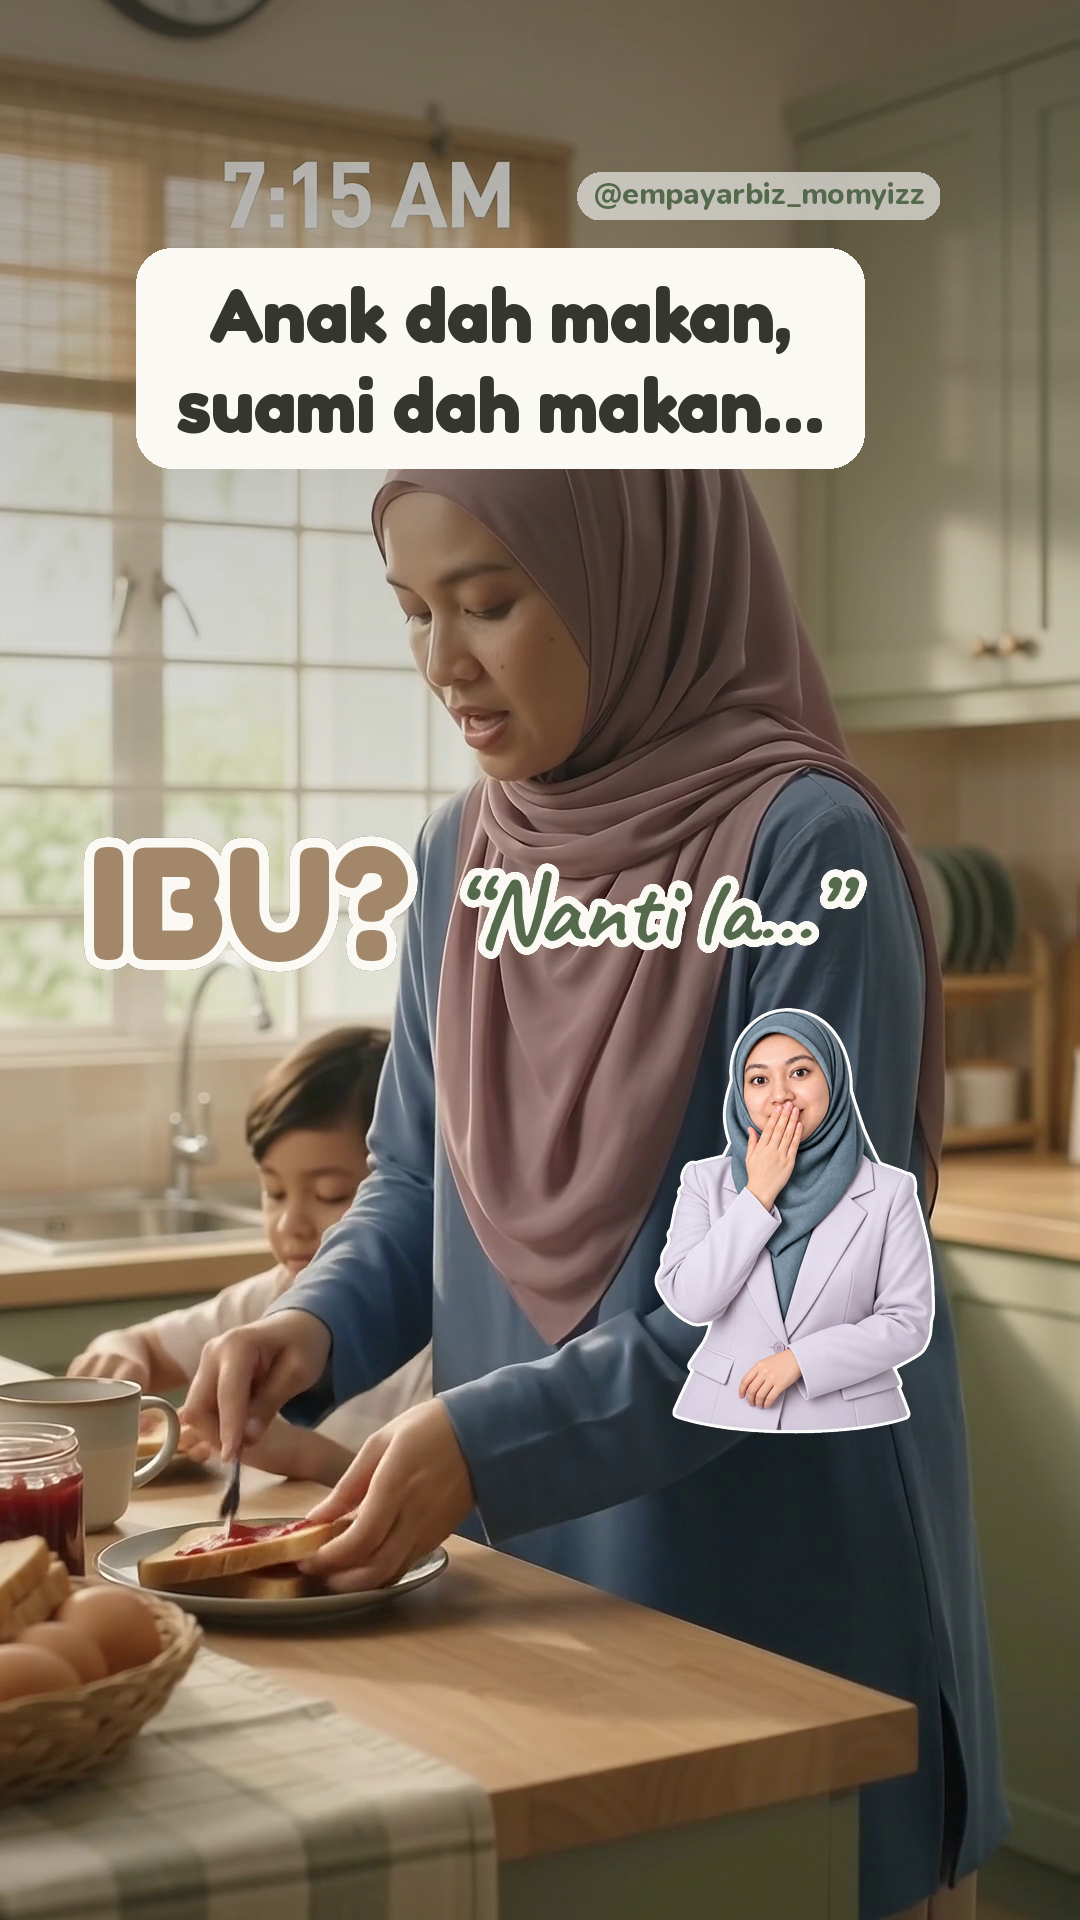 7:15 AM
@empayarbiz_momyizz
Anak dah makan,
suami dah makan...
IBU?
“Nanti la...”